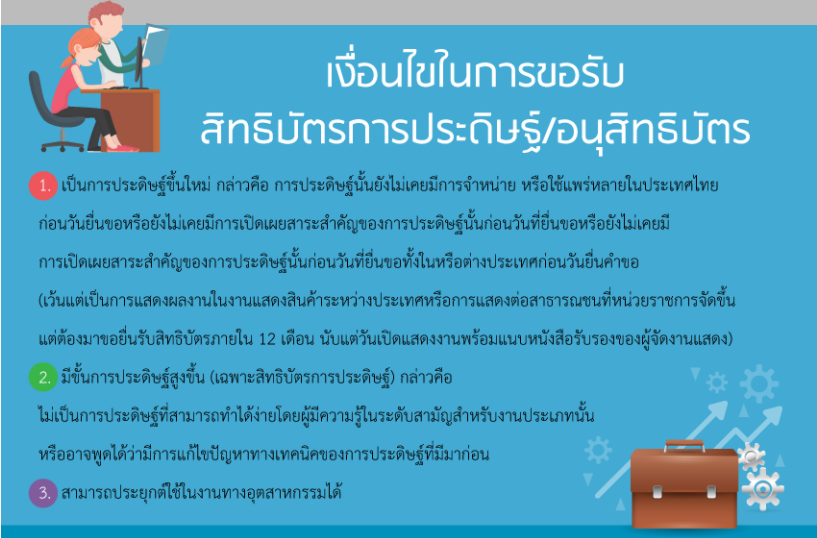 เงื่อนไขในการขอรับ
สิทธิบัตรการประดิษฐ์/อนุสิทธิบัตร
1. เป็นการประดิษฐ์ขึ้นใหม่ กล่าวคือ การประดิษฐ์นั้นยังไม่เคยมีการจำหน่าย หรือใช้แพร่หลายในประเทศไทย
ก่อนวันยื่นขอหรือยังไม่เคยมีการเปิดเผยสาระสำคัญของการประดิษฐ์นั้นก่อนวันที่ยื่นขอหรือยังไม่เคยมี
การเปิดเผยสาระสำคัญของการประดิษฐ์นั้นก่อนวันที่ยื่นขอทั้งในหรือต่างประเทศก่อนวันยื่นคำขอ
(เว้นแต่เป็นการแสดงผลงานในงานแสดงสินค้าระหว่างประเทศหรือการแสดงต่อสาธารณชนที่หน่วยราชการจัดขึ้น
แต่ต้องมาขอยื่นรับสิทธิบัตรภายใน 12 เดือน นับแต่วันเปิดแสดงงานพร้อมแนบหนังสือรับรองของผู้จัดงานแสดง)
2. มีขั้นการประดิษฐ์สูงขึ้น (เฉพาะสิทธิบัตรการประดิษฐ์) กล่าวคือ
ไม่เป็นการประดิษฐ์ที่สามารถทำได้ง่ายโดยผู้มีความรู้ในระดับสามัญสำหรับงานประเภทนั้น
หรืออาจพูดได้ว่ามีการแก้ไขปัญหาทางเทคนิคของการประดิษฐ์ที่มีมาก่อน
3. สามารถประยุกต์ใช้ในงานทางอุตสาหกรรมได้